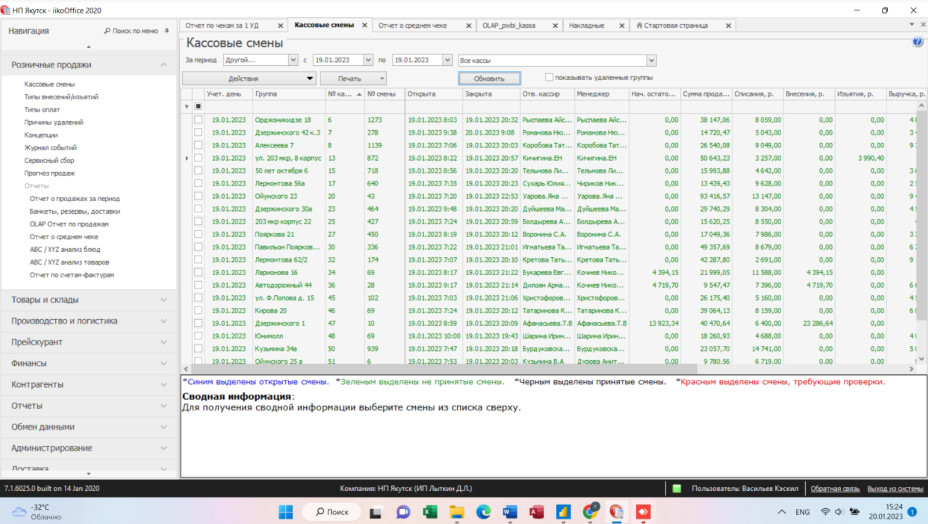 НП Якутск - iikoOffice 2020
Навигация
Поиск по меню
Отчет по чекам за 1 УД
Кассовые смены
Отчет о среднем чеке
OLAP_pwbi_kassa
Накладные
Стартовая страница
Кассовые смены
За период Другой... с 19.01.2023 по 19.01.2023 Все кассы
Действия Печать Обновить показывать удаленные группы
Розничные продажи
Кассовые смены
Типы внесений/изъятий
Типы оплат
Причины удалений
Концепции
Журнал событий
Сервисный сбор
Прогноз продаж
Отчеты
Отчет о продажах за период
Банкеты, резервы, доставки
OLAP Отчет по продажам
Отчет о среднем чеке
ABC / XYZ анализ блюд
ABC / XYZ анализ товаров
Отчет по счетам-фактурам
Товары и склады
Производство и логистика
Прейскурант
Финансы
Контрагенты
Отчеты
Обмен данными
Администрирование
Доставка
Учет. день Группа № ка... № смены Открыта Закрыта Отв. кассир Менеджер Нач. остато... Сумма прода... Списания, р. Внесения, р. Изъятия, р. Выручка, р.
19.01.2023 Орджоникидзе 18 6 1273 19.01.2023 8:03 19.01.2023 20:32 Рыспаева Айс... Рыспаева Айс... 0,00 38 147,06 8 059,00 0,00 0,00
19.01.2023 Дзержинского 42 к.3 7 278 19.01.2023 9:38 20.01.2023 9:08 Романова Ню... Романова Ню... 0,00 14 720,47 5 043,00 0,00 0,00
19.01.2023 Алексеева 7 8 1139 19.01.2023 7:06 19.01.2023 20:03 Коробова Тат... Коробова Тат... 0,00 26 540,08 9 049,00 0,00 0,00
19.01.2023 ул. 203 мкр, 8 корпус 13 872 19.01.2023 8:22 19.01.2023 20:57 Кичигина.ЕН Кичигина.ЕН 0,00 50 643,23 3 257,00 0,00 3 990,40
19.01.2023 50 лет октября 6 15 718 19.01.2023 8:56 19.01.2023 20:20 Тельнова Ли... Тельнова Ли... 0,00 15 993,88 4 642,00 0,00 0,00
19.01.2023 Лермонтова 56а 17 640 19.01.2023 7:35 19.01.2023 20:23 Сухарь Юлия... Чириков Ник... 0,00 13 439,43 9 628,00 0,00 0,00
19.01.2023 Ойунского 23 20 43 19.01.2023 7:20 19.01.2023 22:53 Уарова.Яна ... Уарова.Яна ... 0,00 93 416,57 13 147,00 0,00 0,00
19.01.2023 Дзержинского 30а 23 464 19.01.2023 9:48 19.01.2023 20:20 Дуйшеева Ма... Дуйшеева Ма... 0,00 29 740,29 8 304,00 0,00 0,00
19.01.2023 203 мкр корпус 22 25 427 19.01.2023 7:24 19.01.2023 20:59 Болдырева А... Болдырева А... 0,00 15 620,25 8 550,00 0,00 0,00
19.01.2023 Пояркова 21 27 450 19.01.2023 8:19 19.01.2023 20:12 Воронина С.А. Воронина С.А. 0,00 17 049,36 7 986,00 0,00 0,00
19.01.2023 Павильон Поярков... 30 336 19.01.2023 7:22 19.01.2023 21:01 Игнатьева Та... Игнатьева Та... 0,00 49 357,69 8 679,00 0,00 0,00
19.01.2023 Лермонтова 62/2 32 174 19.01.2023 7:07 19.01.2023 20:10 Кретова Тать... Кретова Тать... 0,00 42 287,80 2 691,00 0,00 0,00
19.01.2023 Ларионова 16 34 69 19.01.2023 8:17 19.01.2023 21:22 Букарева Евг... Кочнев Нико... 4 394,15 21 999,05 11 588,00 4 394,15 0,00
19.01.2023 Автодорожный 44 36 28 19.01.2023 9:17 19.01.2023 21:14 Дилоян Арма... Кочнев Нико... 4 719,70 9 547,47 7 396,00 4 719,70 0,00
19.01.2023 ул. Ф.Попова д. 15 45 102 19.01.2023 7:03 19.01.2023 21:06 Христофоров... Христофоров... 0,00 26 175,40 5 160,00 0,00 0,00
19.01.2023 Кирова 20 46 69 19.01.2023 7:24 19.01.2023 20:12 Татаринова К... Татаринова К... 0,00 39 064,13 8 159,00 0,00 0,00
19.01.2023 Дзержинского 1 47 10 19.01.2023 8:59 19.01.2023 20:09 Афанасьева.Т.В Афанасьева.Т.В 13 923,34 40 470,64 6 400,00 23 286,64 0,00
19.01.2023 Юнимолл 48 69 19.01.2023 10:00 19.01.2023 19:43 Шарина Ирин... Шарина Ирин... 0,00 18 260,93 4 688,00 0,00 0,00
19.01.2023 Кузьмина 34а 50 939 19.01.2023 7:47 19.01.2023 20:18 Бурдуковска... Бурдуковска... 0,00 23 057,70 14 741,00 0,00 0,00
19.01.2023 Ойунского 25 а 51 6 19.01.2023 7:53 19.01.2023 20:03 Кузьмина В.А Дурова Анит... 0,00 9 780,56 6 719,00 0,00 0,00
*Синим выделены открытые смены. *Зеленым выделены не принятые смены. *Черным выделены принятые смены. *Красным выделены смены, требующие проверки.
Сводная информация:
Для получения сводной информации выберите смены из списка сверху.
7.1.6025.0 built on 14 Jan 2020 Компания: НП Якутск (ИП Лыткин Д.Л.) Пользователь: Васильев Кэскил Обратная связь Выход из системы
-32°C
Облачно
Поиск
ENG
15:24
20.01.2023